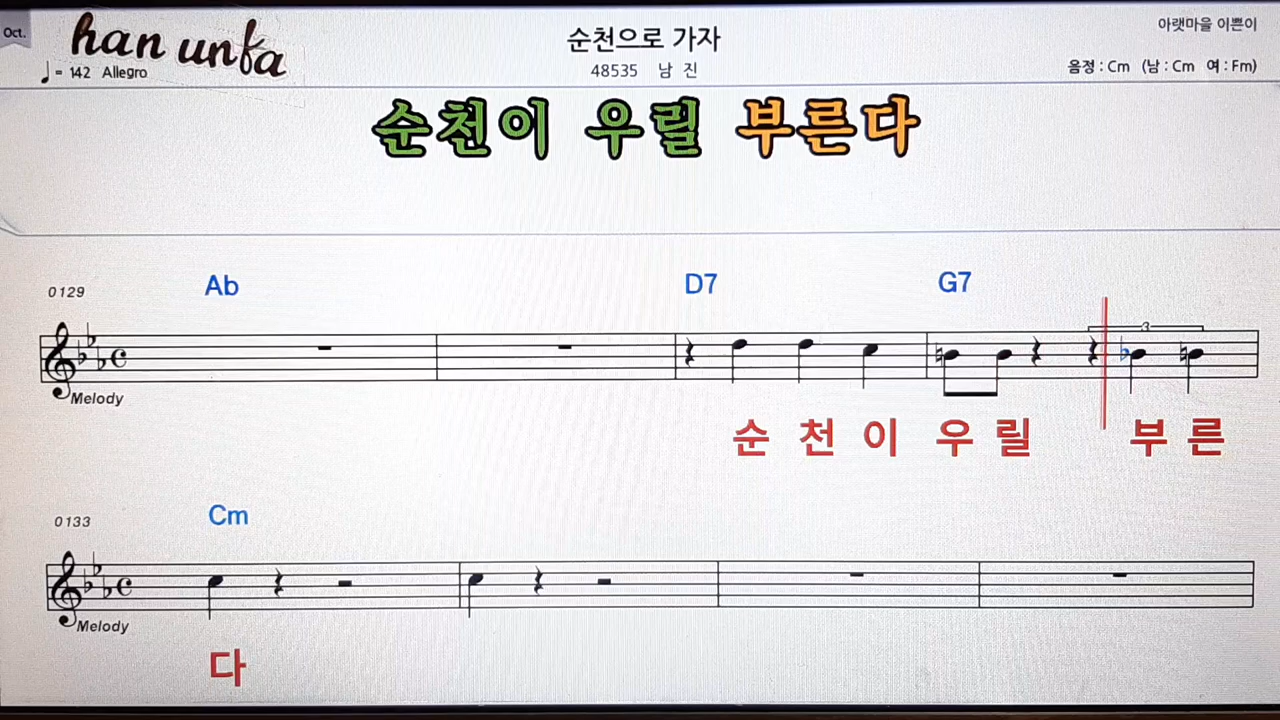 Oct.
han unfa
아랫마을 이쁜이
순천으로 가자
♩= 142 Allegro
48535 남 진
음정 : Cm (남 : Cm 여 : Fm)
순천이 우릴 부른다
0129
Ab D7 G7
3
Melody
순 천 이 우 릴 부 른
0133
Cm
Melody
다